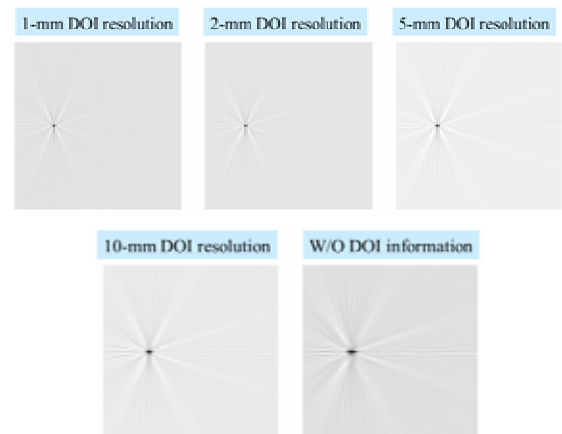 1-mm DOI resolution
2-mm DOI resolution
5-mm DOI resolution
10-mm DOI resolution
W/O DOI information